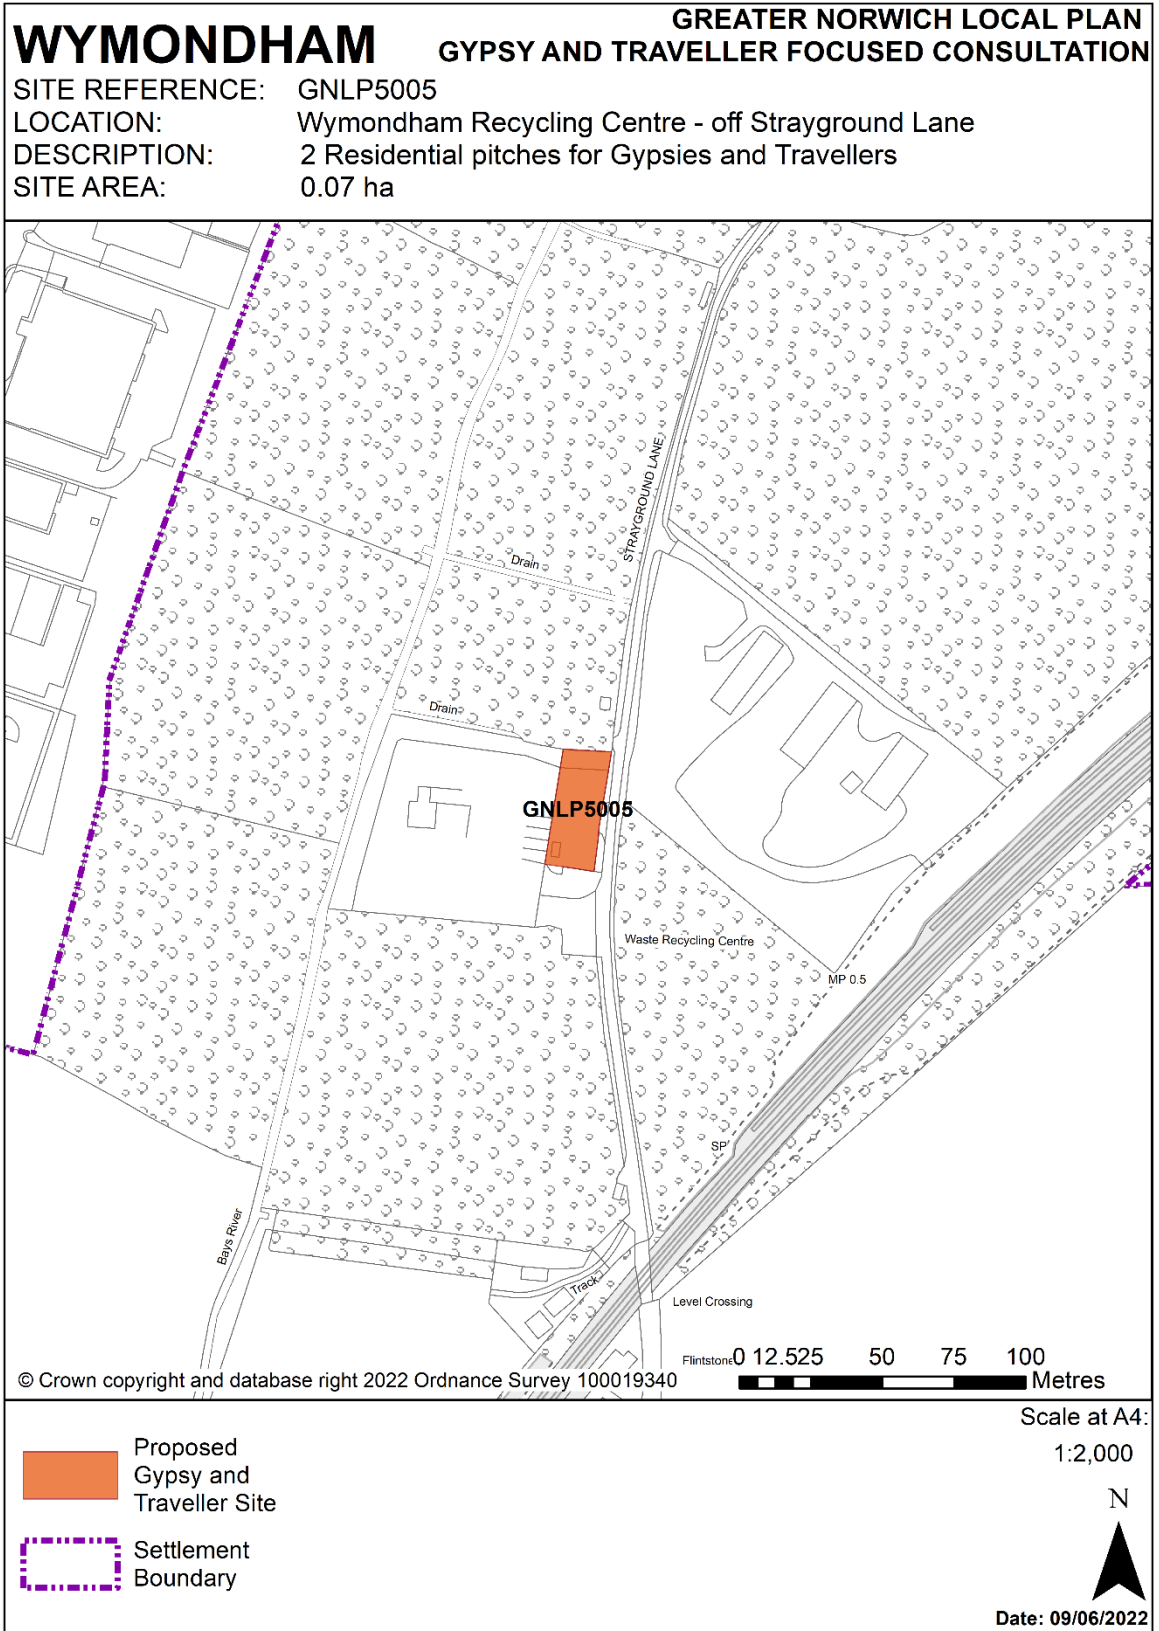 WYMONDHAM
GREATER NORWICH LOCAL PLAN
GYPSY AND TRAVELLER FOCUSED CONSULTATION
SITE REFERENCE: GNLP5005
LOCATION: Wymondham Recycling Centre - off Strayground Lane
DESCRIPTION: 2 Residential pitches for Gypsies and Travellers
SITE AREA: 0.07 ha
STRAYGROUND LANE
Drain
Drain
GNLP5005
Waste Recycling Centre
MP 0.5
SP
Bays River
Track
Level Crossing
Flintstone
0 12.525 50 75 100
Metres
© Crown copyright and database right 2022 Ordnance Survey 100019340
Proposed
Gypsy and
Traveller Site
Settlement
Boundary
Scale at A4:
1:2,000
N
Date: 09/06/2022